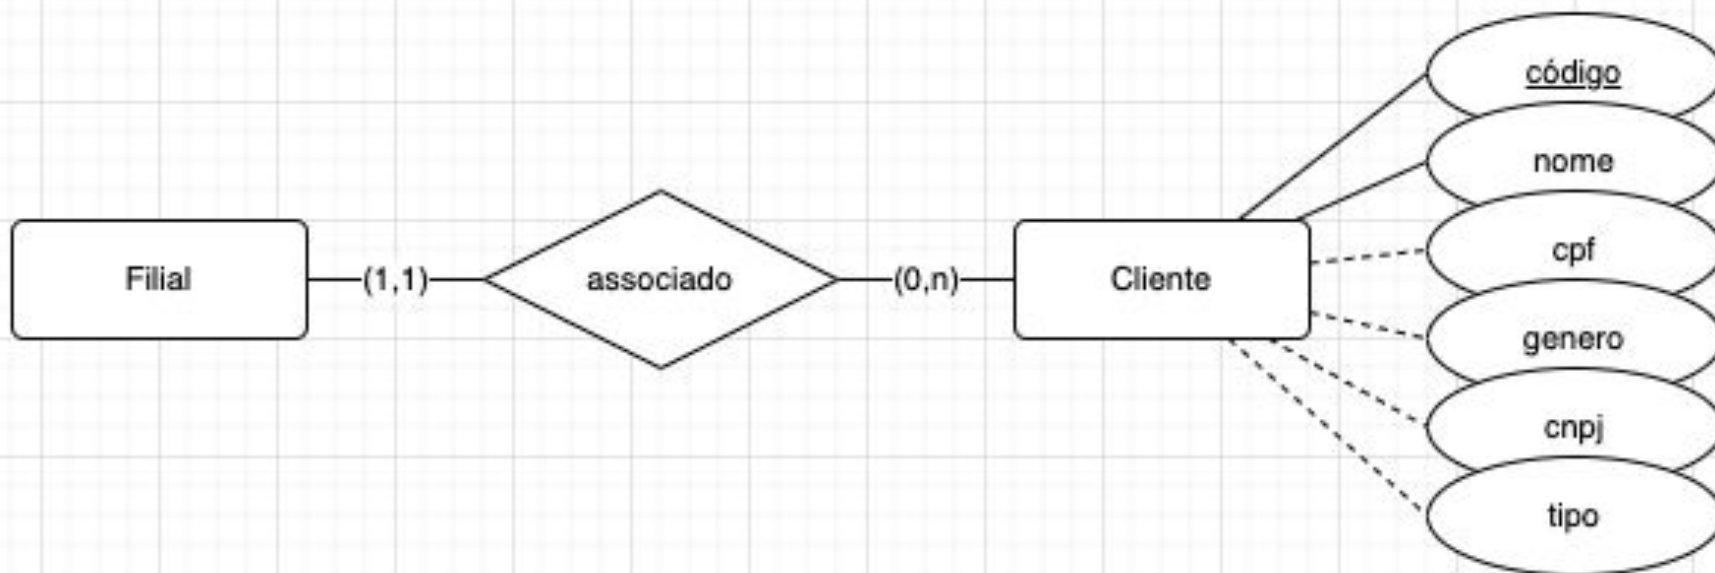 código
nome
cpf
Filial
(1,1)
associado
(0,n)
Cliente
genero
cnpj
tipo